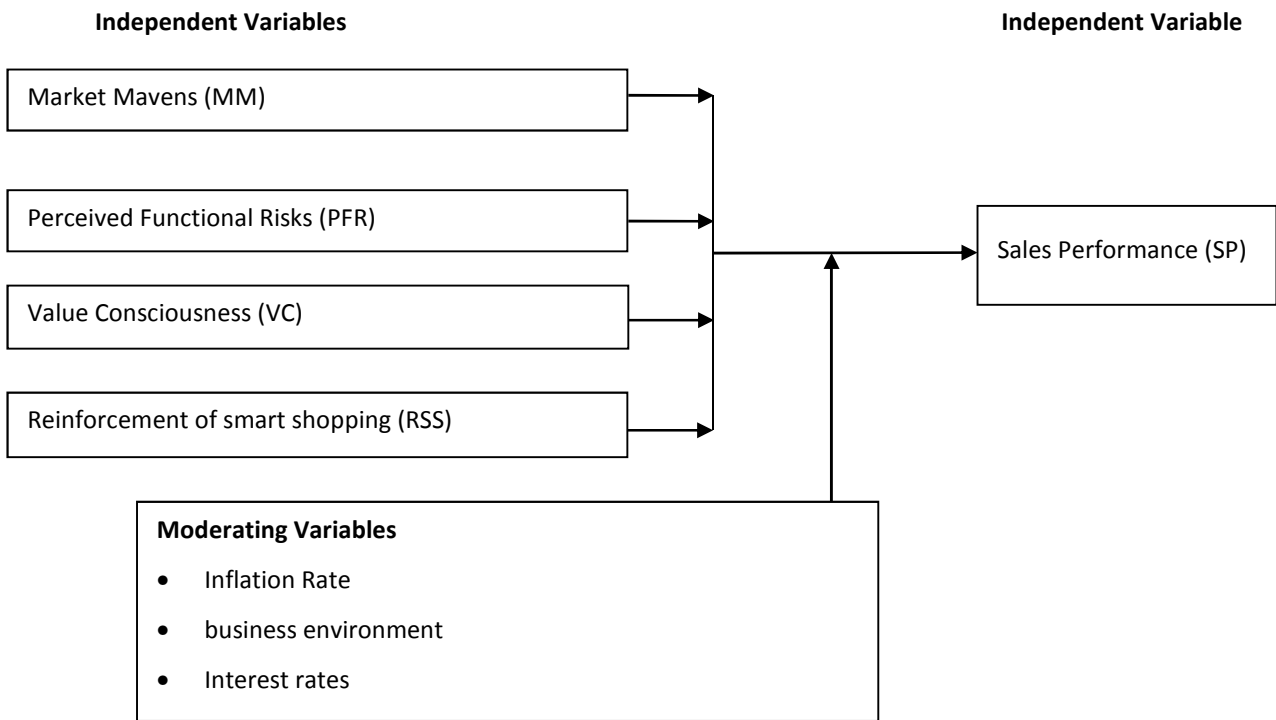 Independent Variables
Independent Variable
Market Mavens (MM)
Perceived Functional Risks (PFR)
Sales Performance (SP)
Value Consciousness (VC)
Reinforcement of smart shopping (RSS)
Moderating Variables
• Inflation Rate
• business environment
• Interest rates